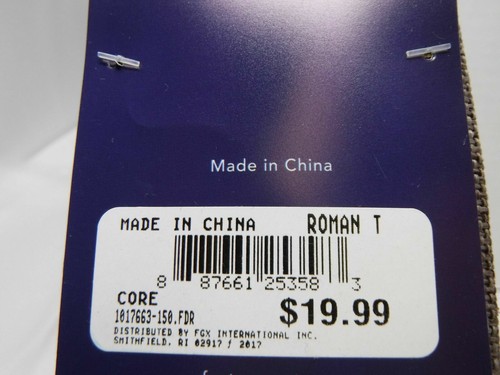 Made in China
MADE IN CHINA ROMAN T
8 87661 25358 3
CORE $19.99
1017663-150.FDR
DISTRIBUTED BY FGX INTERNATIONAL INC.
SMITHFIELD, RI 02917 / 2017